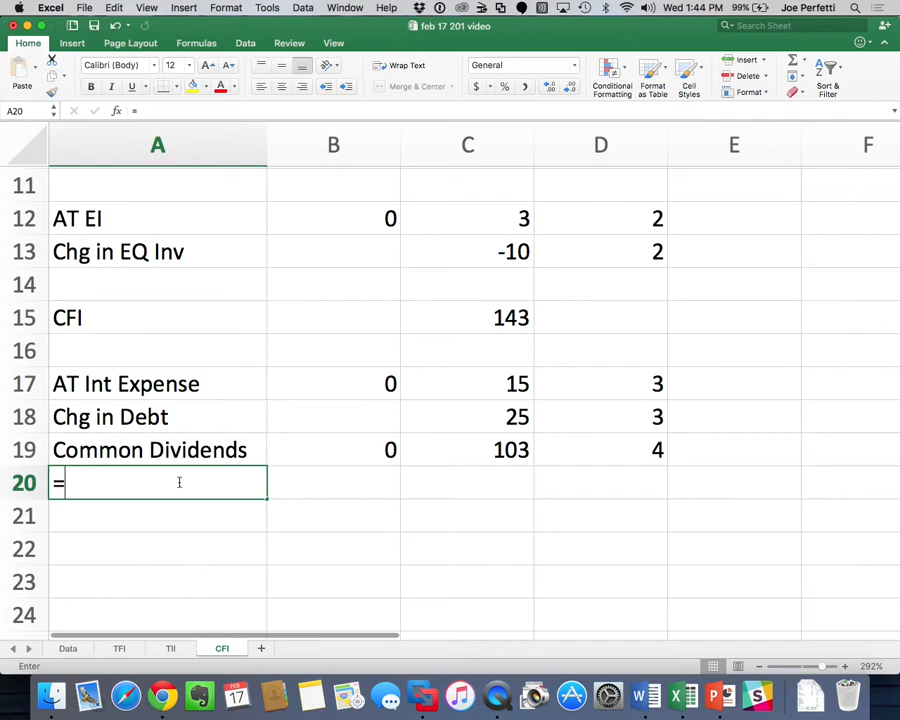 Excel File Edit View Insert Format Tools Data Window Help 99% Wed 1:44 PM Joe Perfetti
feb 17 201 video Search Sheet
Home Insert Page Layout Formulas Data Review View
Paste Calibri (Body) 12 A A Wrap Text General Conditional Formatting Format as Table Cell Styles Insert Delete Format Sort & Filter
B I U A Merge & Center $ % ,
A20 fx =
A B C D E F
11
12 AT EI 0 3 2
13 Chg in EQ Inv -10 2
14
15 CFI 143
16
17 AT Int Expense 0 15 3
18 Chg in Debt 25 3
19 Common Dividends 0 103 4
20 =
21
22
23
24
Data TFI TII CFI +
Enter 292%
FEB 17 W X P S